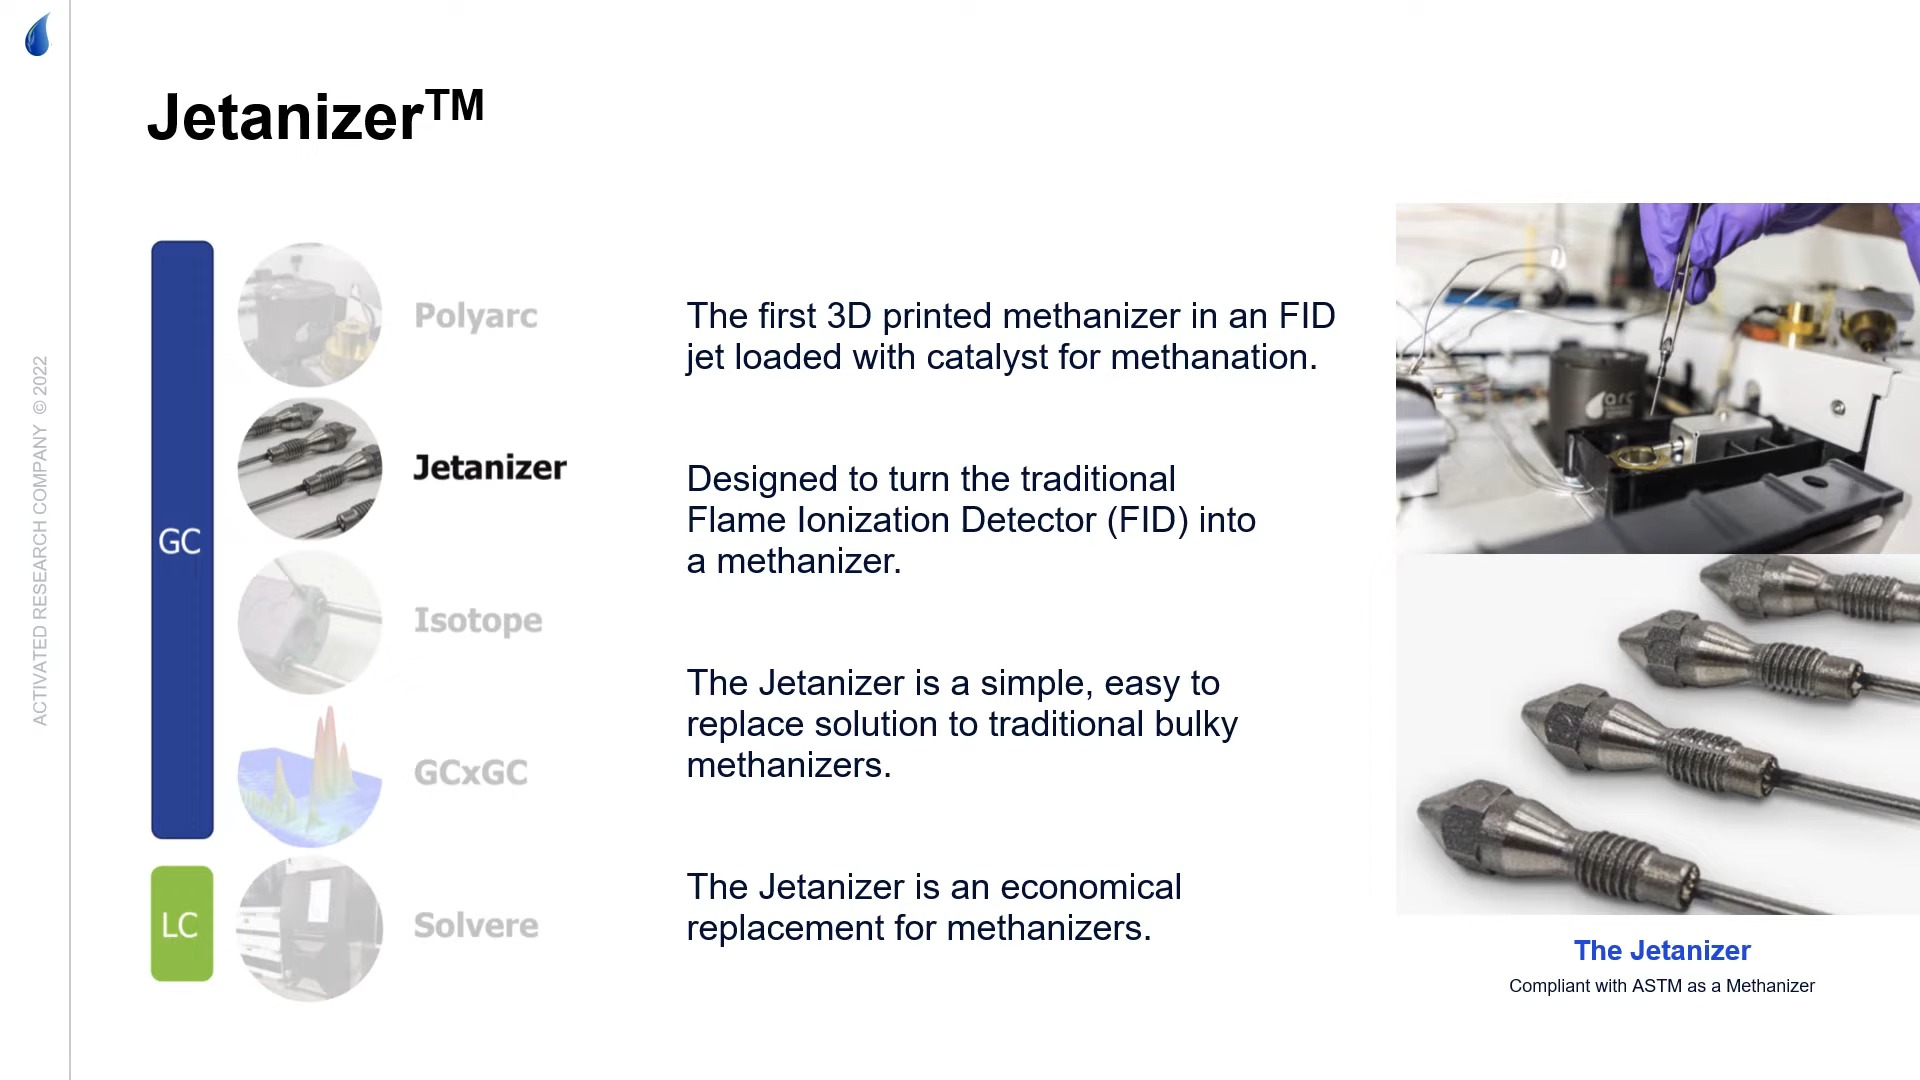 Jetanizer™
GC
Polyarc
Jetanizer
Isotope
GCxGC
LC
Solvere
The first 3D printed methanizer in an FID
jet loaded with catalyst for methanation.
Designed to turn the traditional
Flame Ionization Detector (FID) into
a methanizer.
The Jetanizer is a simple, easy to
replace solution to traditional bulky
methanizers.
The Jetanizer is an economical
replacement for methanizers.
arc
The Jetanizer
Compliant with ASTM as a Methanizer
ACTIVATED RESEARCH COMPANY © 2022